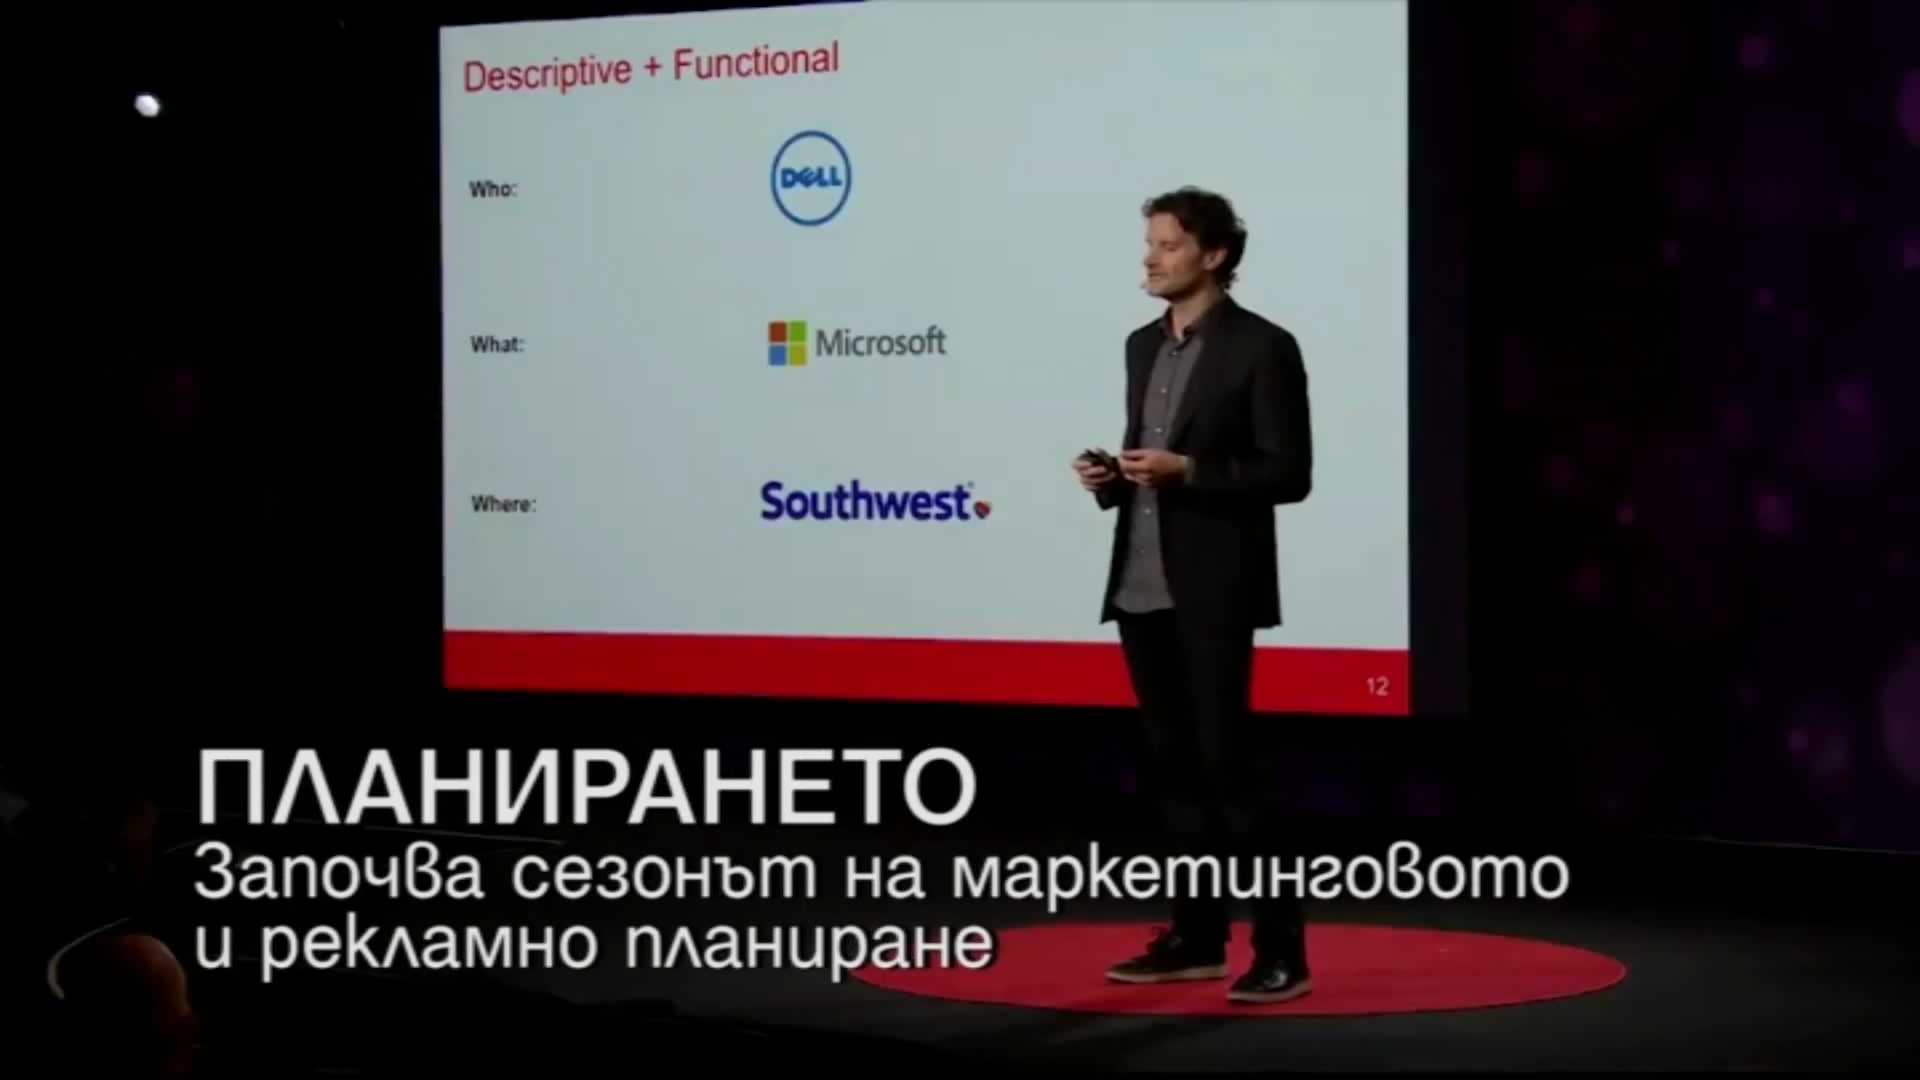 Descriptive + Functional
Who:
DELL
What:
Microsoft
Where:
Southwest
12
ПЛАНИРАНЕТО
Започва сезонът на маркетинговото
и рекламно планиране